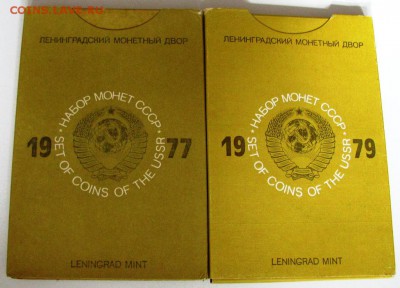 COINS.LAVE.RU
ЛЕНИНГРАДСКИЙ МОНЕТНЫЙ ДВОР
• НАБОР МОНЕТ СССР •
19 77
SET OF COINS OF THE USSR
LENINGRAD MINT
ЛЕНИНГРАДСКИЙ МОНЕТНЫЙ ДВОР
• НАБОР МОНЕТ СССР •
19 79
SET OF COINS OF THE USSR
LENINGRAD MINT